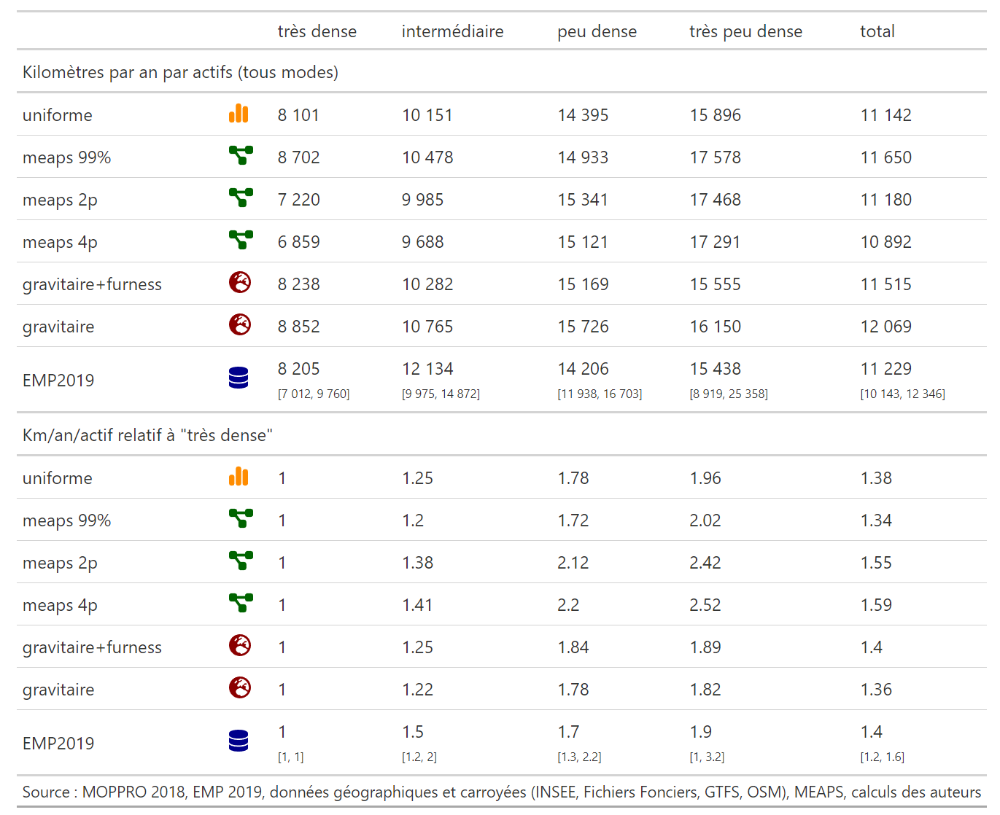 très dense intermédiaire peu dense très peu dense total
Kilomètres par an par actifs (tous modes)
uniforme 8 101 10 151 14 395 15 896 11 142
meaps 99% 8 702 10 478 14 933 17 578 11 650
meaps 2p 7 220 9 985 15 341 17 468 11 180
meaps 4p 6 859 9 688 15 121 17 291 10 892
gravitaire+furness 8 238 10 282 15 169 15 555 11 515
gravitaire 8 852 10 765 15 726 16 150 12 069
EMP2019 8 205 12 134 14 206 15 438 11 229
[7 012, 9 760] [9 975, 14 872] [11 938, 16 703] [8 919, 25 358] [10 143, 12 346]
Km/an/actif relatif à "très dense"
uniforme 1 1.25 1.78 1.96 1.38
meaps 99% 1 1.2 1.72 2.02 1.34
meaps 2p 1 1.38 2.12 2.42 1.55
meaps 4p 1 1.41 2.2 2.52 1.59
gravitaire+furness 1 1.25 1.84 1.89 1.4
gravitaire 1 1.22 1.78 1.82 1.36
EMP2019 1 1.5 1.7 1.9 1.4
[1, 1] [1.2, 2] [1.3, 2.2] [1, 3.2] [1.2, 1.6]
Source : MOPPRO 2018, EMP 2019, données géographiques et carroyées (INSEE, Fichiers Fonciers, GTFS, OSM), MEAPS, calculs des auteurs